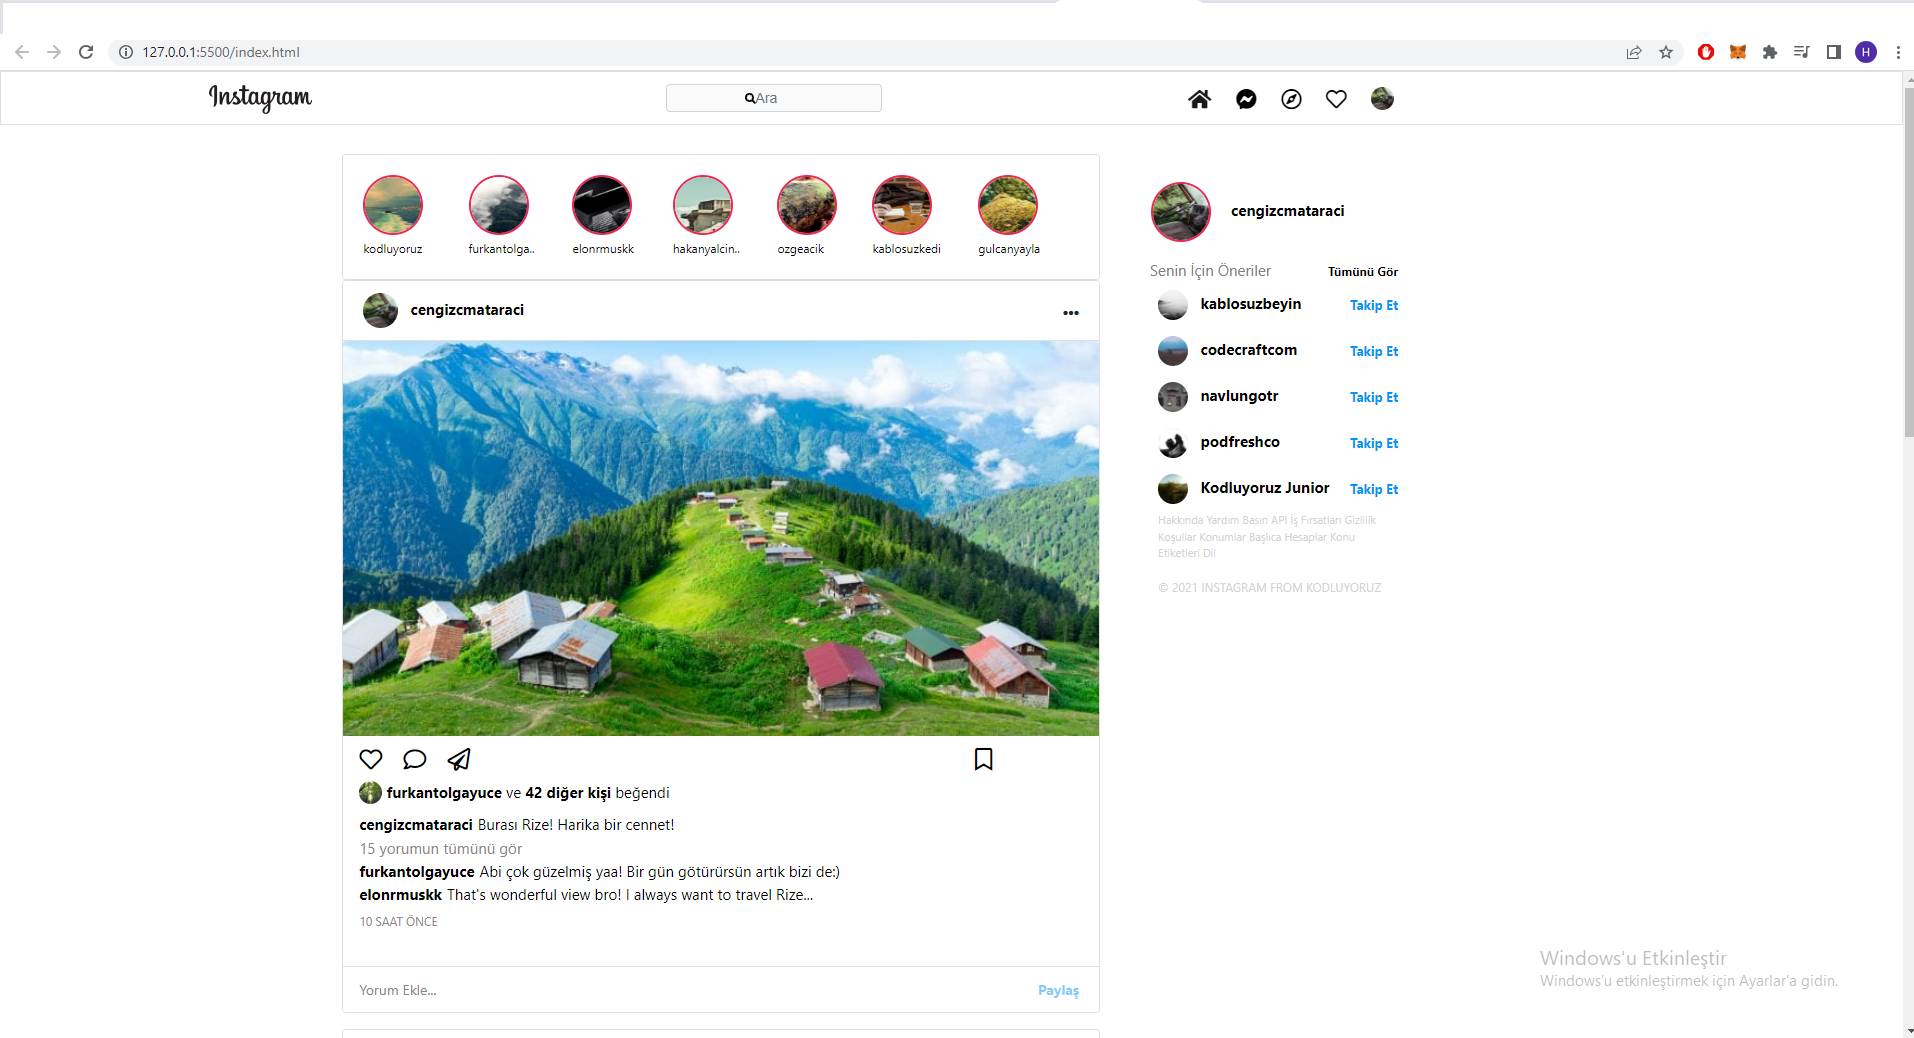 127.0.0.1:5500/index.html
H
Instagram
Ara
kodluyoruz
furkantolga..
elonrmuskk
hakanyalcin..
ozgeacik
kablosuzkedi
gulcanyayla
cengizcmataraci
cengizcmataraci
Senin İçin Öneriler
Tümünü Gör
kablosuzbeyin
Takip Et
codecraftcom
Takip Et
navlungotr
Takip Et
podfreshco
Takip Et
Kodluyoruz Junior
Takip Et
Hakkında Yardım Basın API İş Fırsatları Gizlilik
Koşullar Konumlar Başlıca Hesaplar Konu
Etiketleri Dil
© 2021 INSTAGRAM FROM KODLUYORUZ
furkantolgayuce ve 42 diğer kişi beğendi
cengizcmataraci Burası Rize! Harika bir cennet!
15 yorumun tümünü gör
furkantolgayuce Abi çok güzelmiş yaa! Bir gün götürürsün artık bizi de:)
elonrmuskk That's wonderful view bro! I always want to travel Rize...
10 SAAT ÖNCE
Yorum Ekle...
Paylaş
Windows'u Etkinleştir
Windows'u etkinleştirmek için Ayarlar'a gidin.